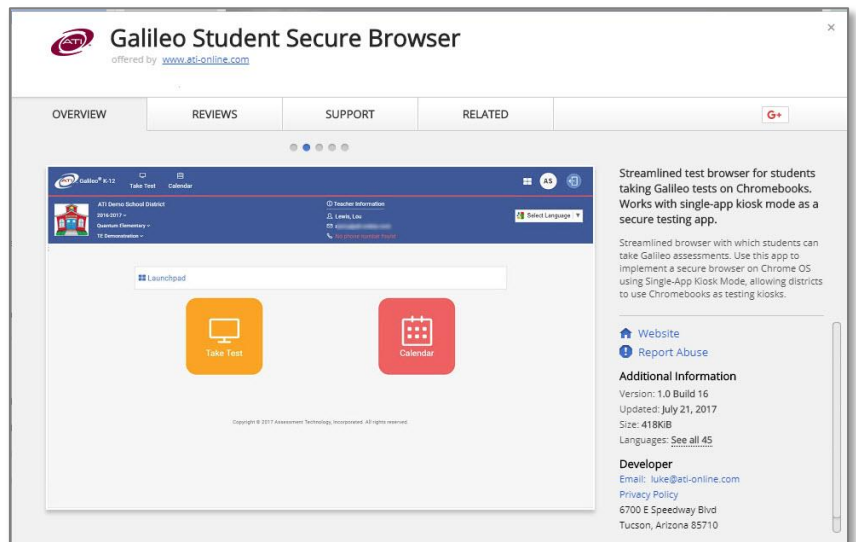 ATI
Galileo Student Secure Browser
offered by www.ati-online.com
×
OVERVIEW
REVIEWS
SUPPORT
RELATED
G+
ATI
Galileo® K-12
Take Test
Calendar
AS
ATI Demo School District
2016-2017
Quantum Elementary
TE Demonstration
Teacher Information
Lewis, Lou
No phone number found
Select Language
Launchpad
Take Test
Calendar
Copyright © 2017 Assessment Technology, Incorporated. All rights reserved.
Streamlined test browser for students
taking Galileo tests on Chromebooks.
Works with single-app kiosk mode as a
secure testing app.
Streamlined browser with which students can
take Galileo assessments. Use this app to
implement a secure browser on Chrome OS
using Single-App Kiosk Mode, allowing districts
to use Chromebooks as testing kiosks.
Website
Report Abuse
Additional Information
Version: 1.0 Build 16
Updated: July 21, 2017
Size: 418KiB
Languages: See all 45
Developer
Email: luke@ati-online.com
Privacy Policy
6700 E Speedway Blvd
Tucson, Arizona 85710